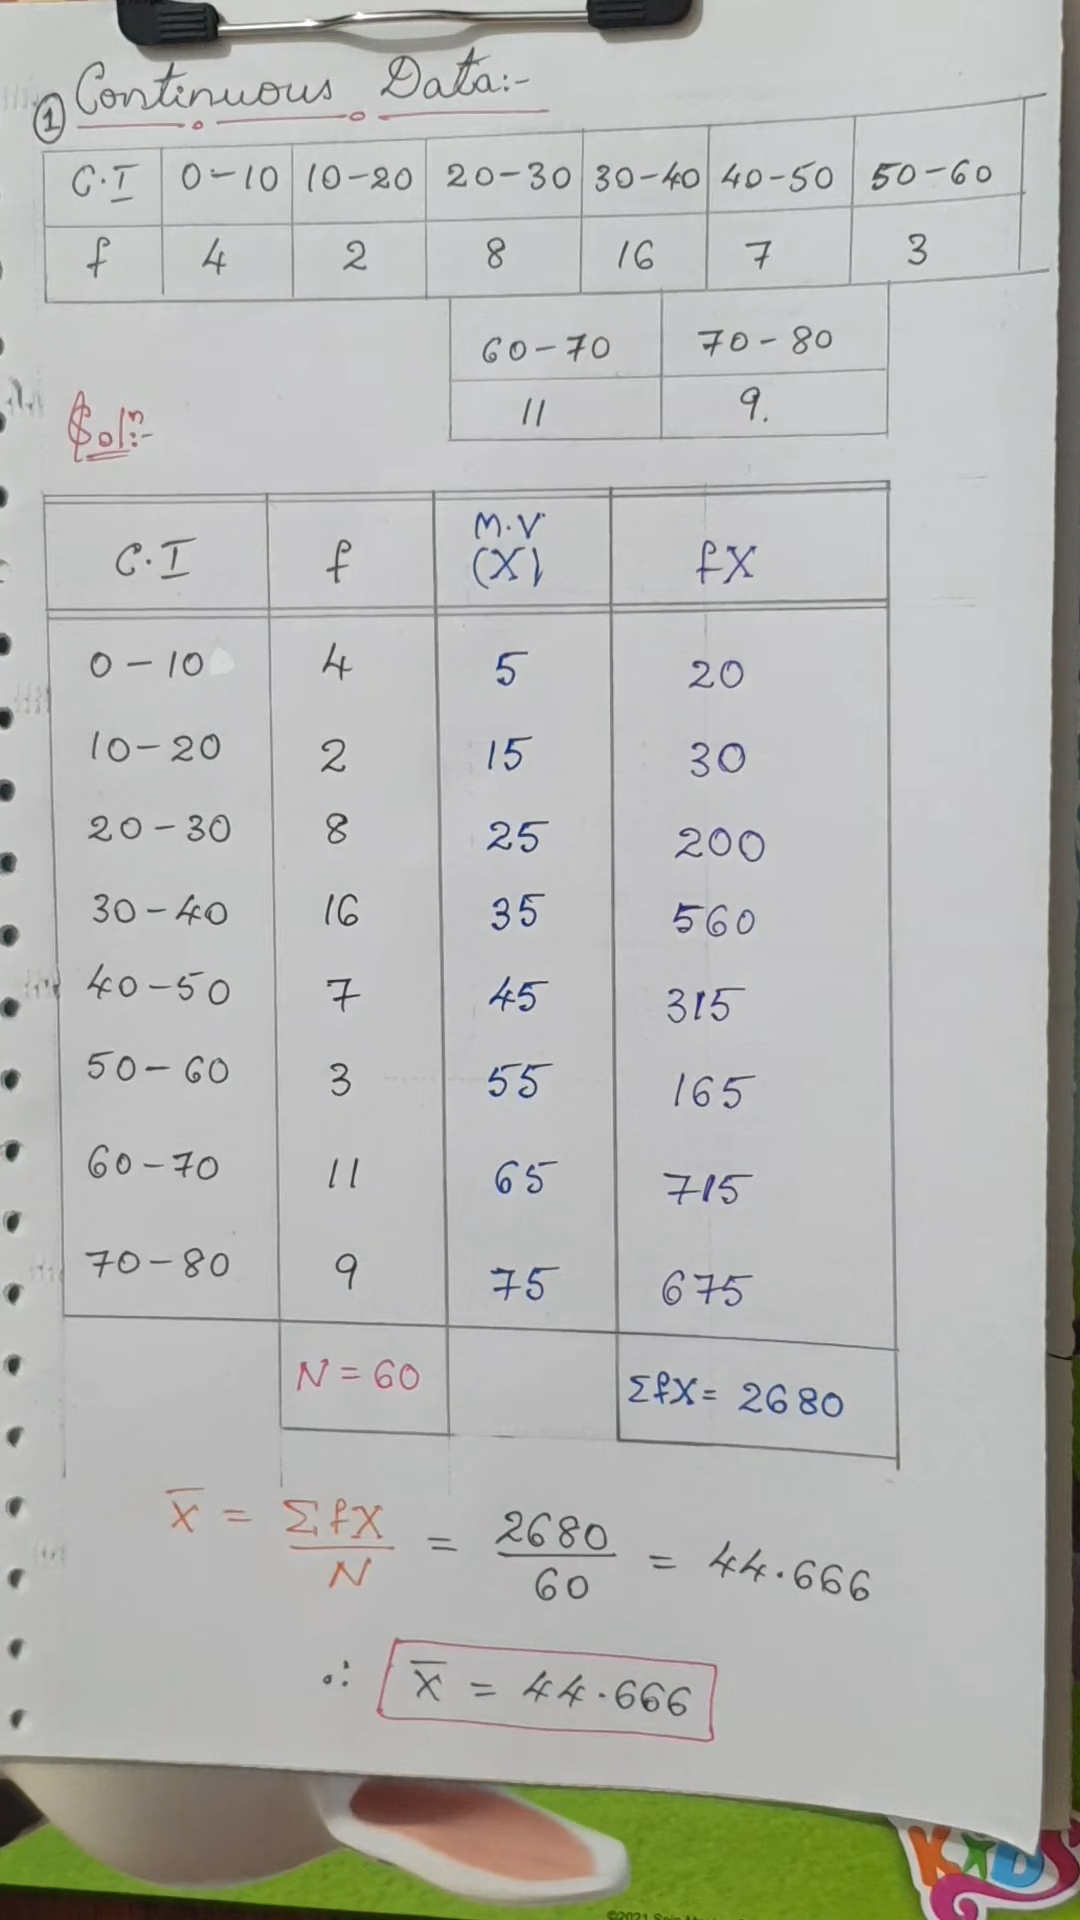 ① Continuous Data:-
C.I 0-10 10-20 20-30 30-40 40-50 50-60
f 4 2 8 16 7 3
60-70 70-80
11 9.
Solⁿ:-
C.I f M.V. (X) fX
0-10 4 5 20
10-20 2 15 30
20-30 8 25 200
30-40 16 35 560
40-50 7 45 315
50-60 3 55 165
60-70 11 65 715
70-80 9 75 675
N = 60 ΣfX = 2680
X̄ = ΣfX / N = 2680 / 60 = 44.666
∴ X̄ = 44.666
KiDS
©2021 Spin